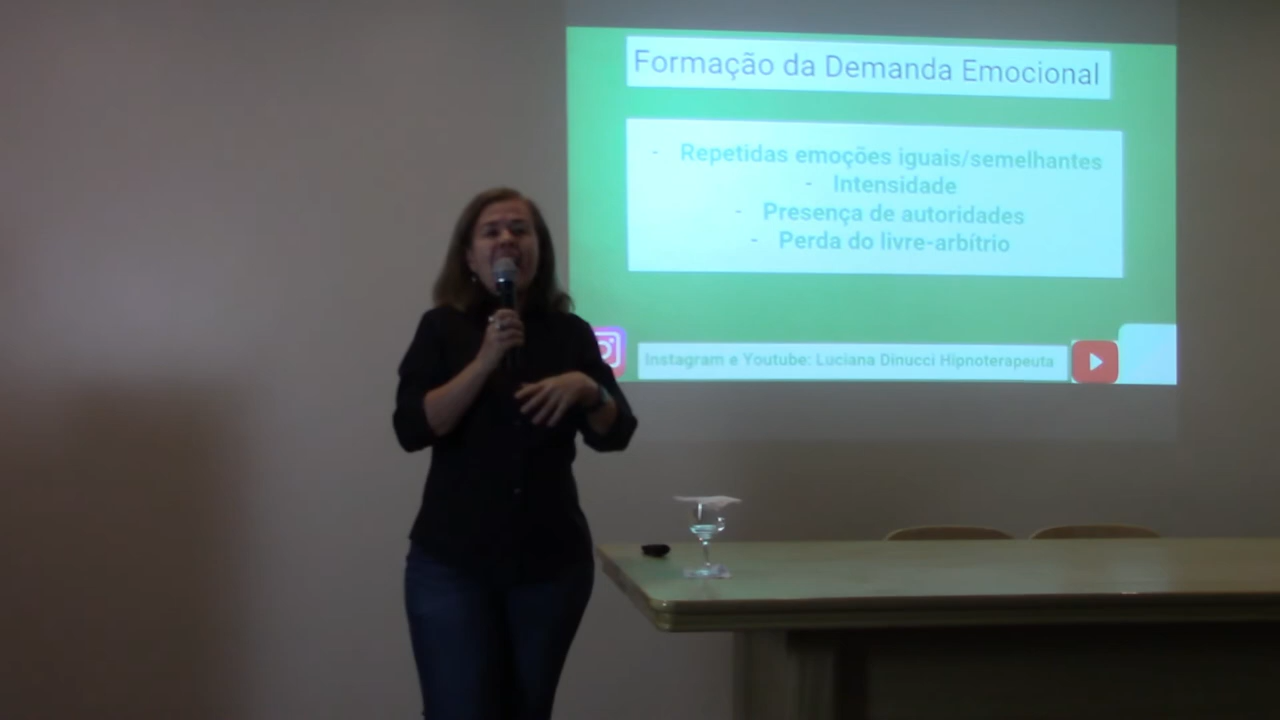 Formação da Demanda Emocional
- Repetidas emoções iguais/semelhantes
- Intensidade
- Presença de autoridades
- Perda do livre-arbítrio
Instagram e Youtube: Luciana Dinucci Hipnoterapeuta